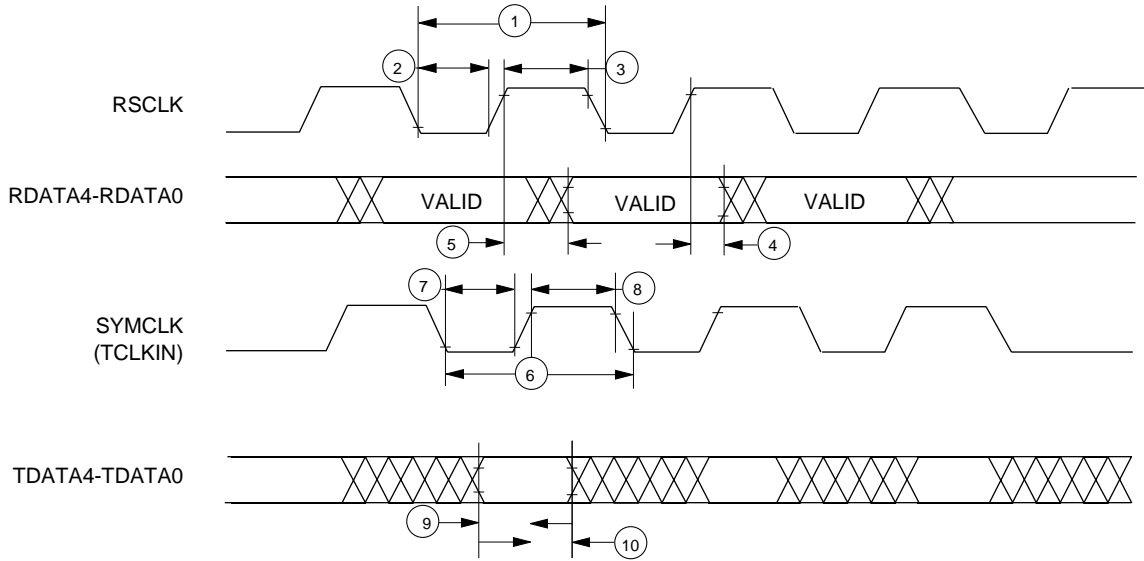 1
2
3
RSCLK
RDATA4-RDATA0
VALID
VALID
VALID
5
4
7
8
SYMCLK
(TCLKIN)
6
TDATA4-TDATA0
9
10